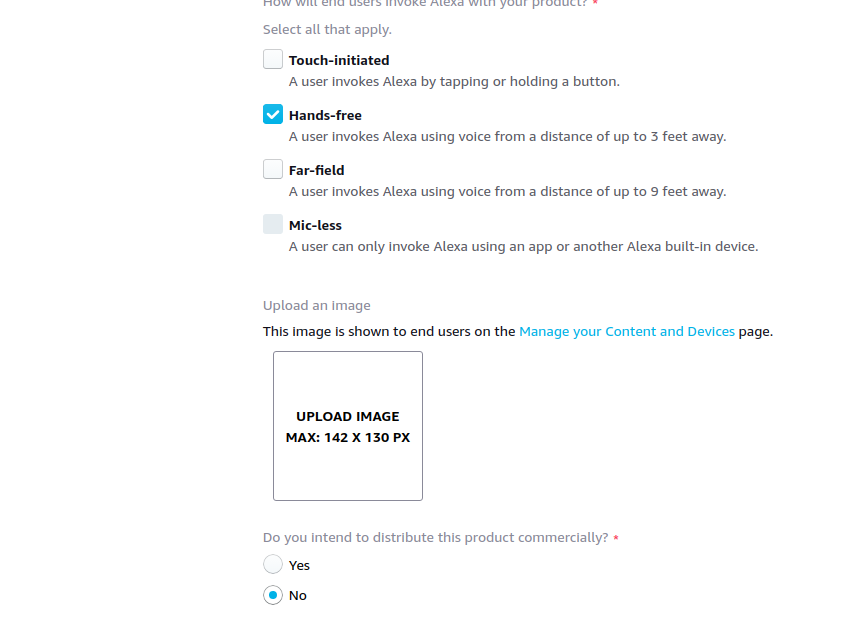 How will end users invoke Alexa with your product? *
Select all that apply.
Touch-initiated
A user invokes Alexa by tapping or holding a button.
Hands-free
A user invokes Alexa using voice from a distance of up to 3 feet away.
Far-field
A user invokes Alexa using voice from a distance of up to 9 feet away.
Mic-less
A user can only invoke Alexa using an app or another Alexa built-in device.
Upload an image
This image is shown to end users on the Manage your Content and Devices page.
UPLOAD IMAGE
MAX: 142 X 130 PX
Do you intend to distribute this product commercially? *
Yes
No